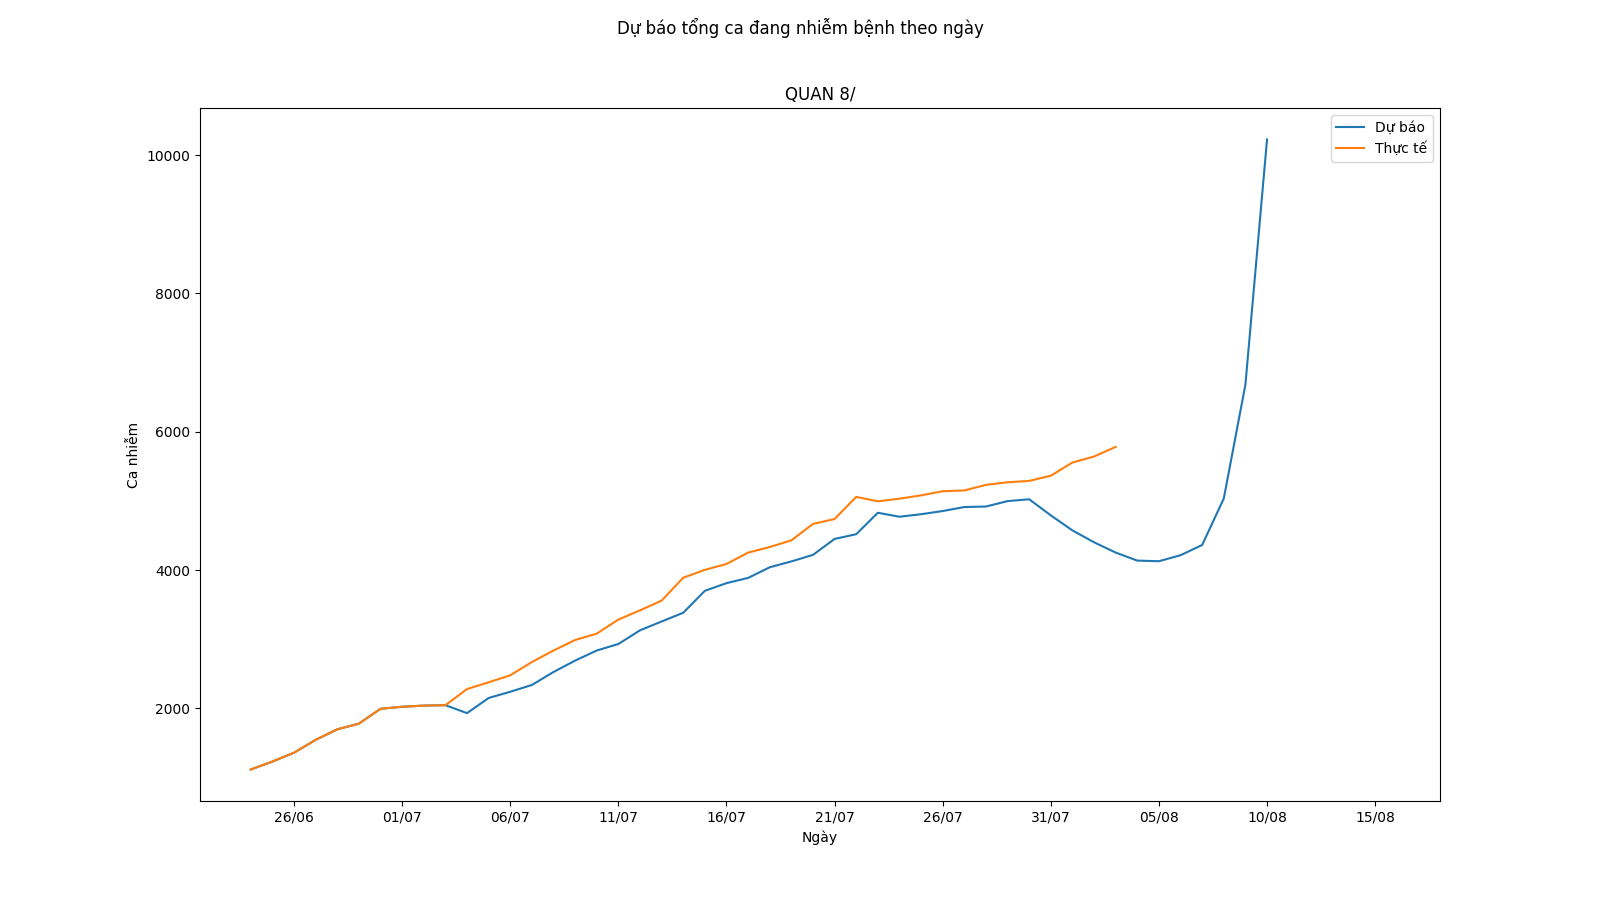 Dự báo tổng ca đang nhiễm bệnh theo ngày
QUAN 8/
Dự báo
Thực tế
10000
8000
6000
4000
2000
Ca nhiễm
26/06 01/07 06/07 11/07 16/07 21/07 26/07 31/07 05/08 10/08 15/08
Ngày